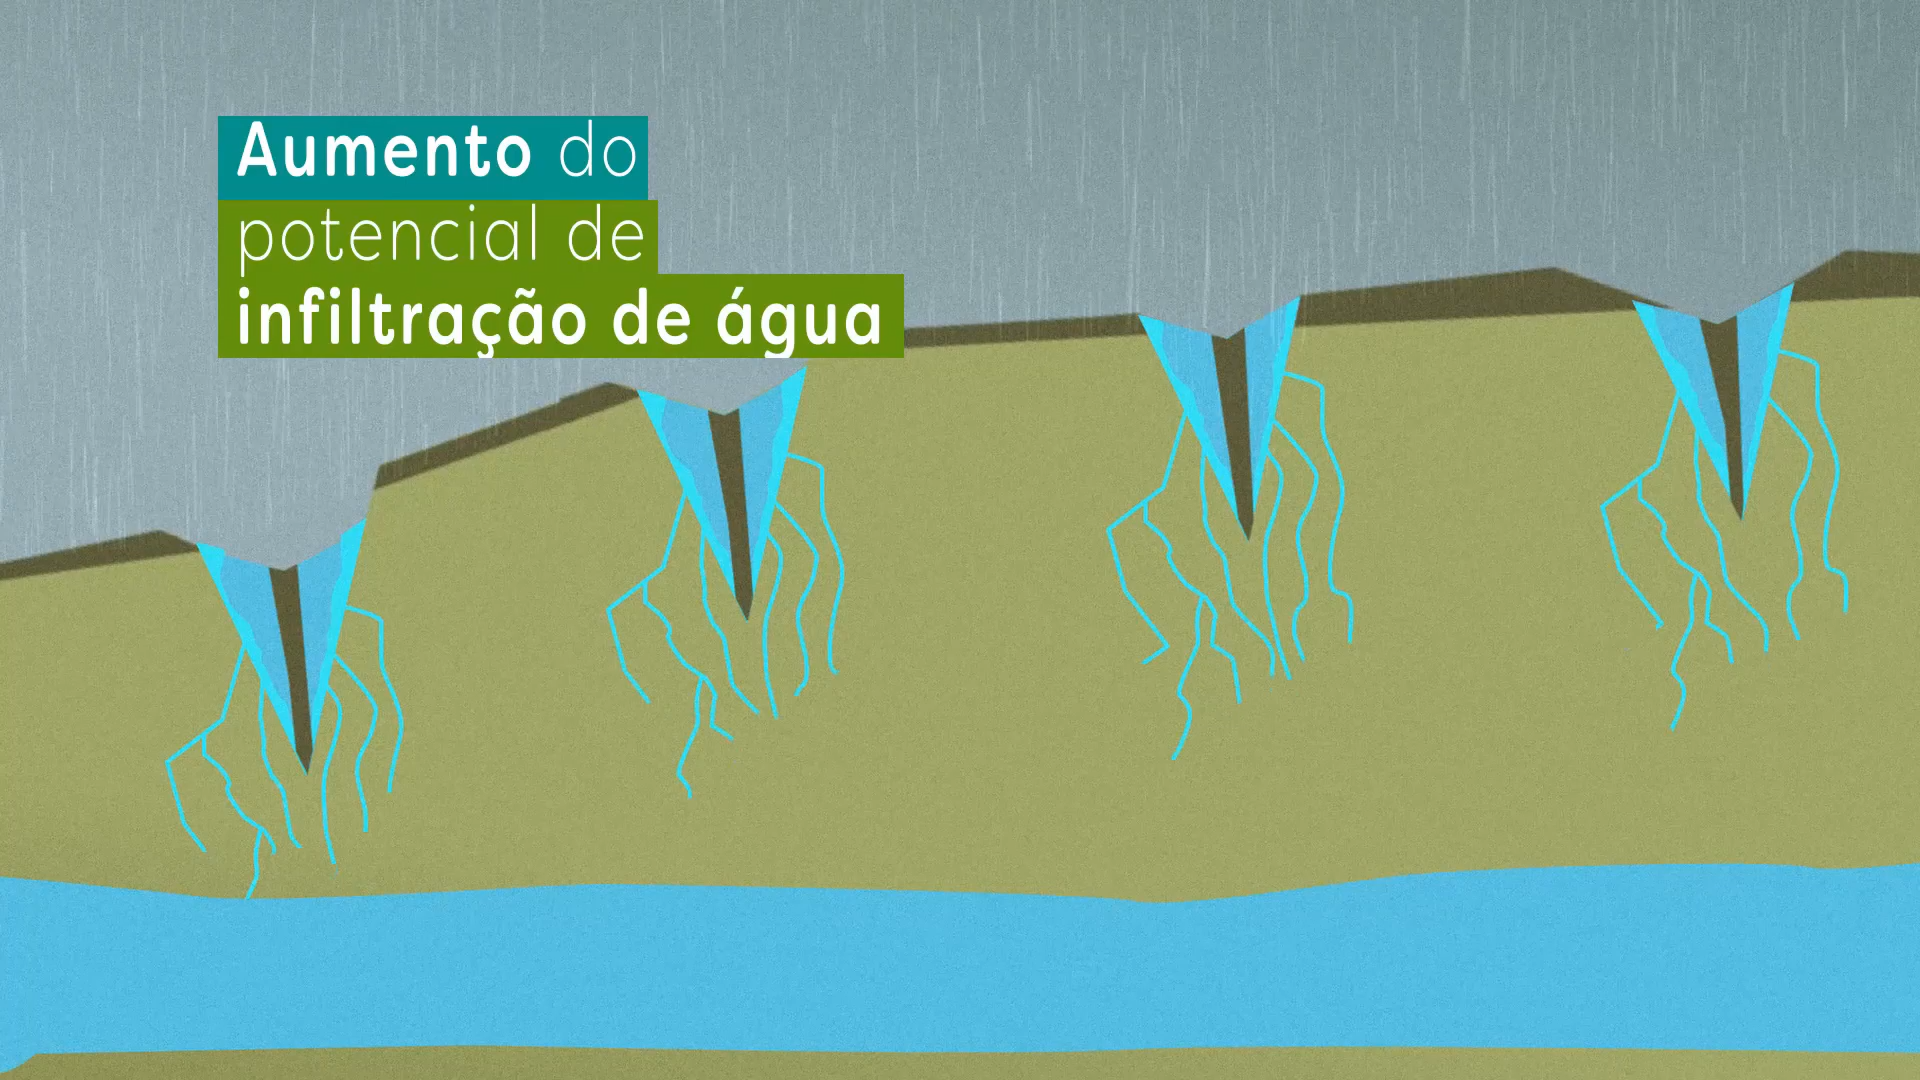 Aumento do
potencial de
infiltração de água